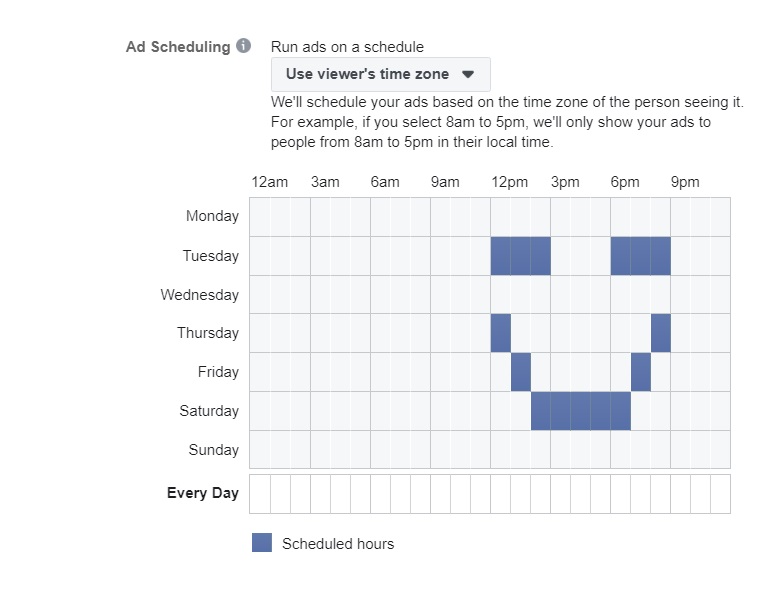 Ad Scheduling Run ads on a schedule
Use viewer's time zone
We'll schedule your ads based on the time zone of the person seeing it.
For example, if you select 8am to 5pm, we'll only show your ads to
people from 8am to 5pm in their local time.
12am 3am 6am 9am 12pm 3pm 6pm 9pm
Monday
Tuesday
Wednesday
Thursday
Friday
Saturday
Sunday
Every Day
Scheduled hours